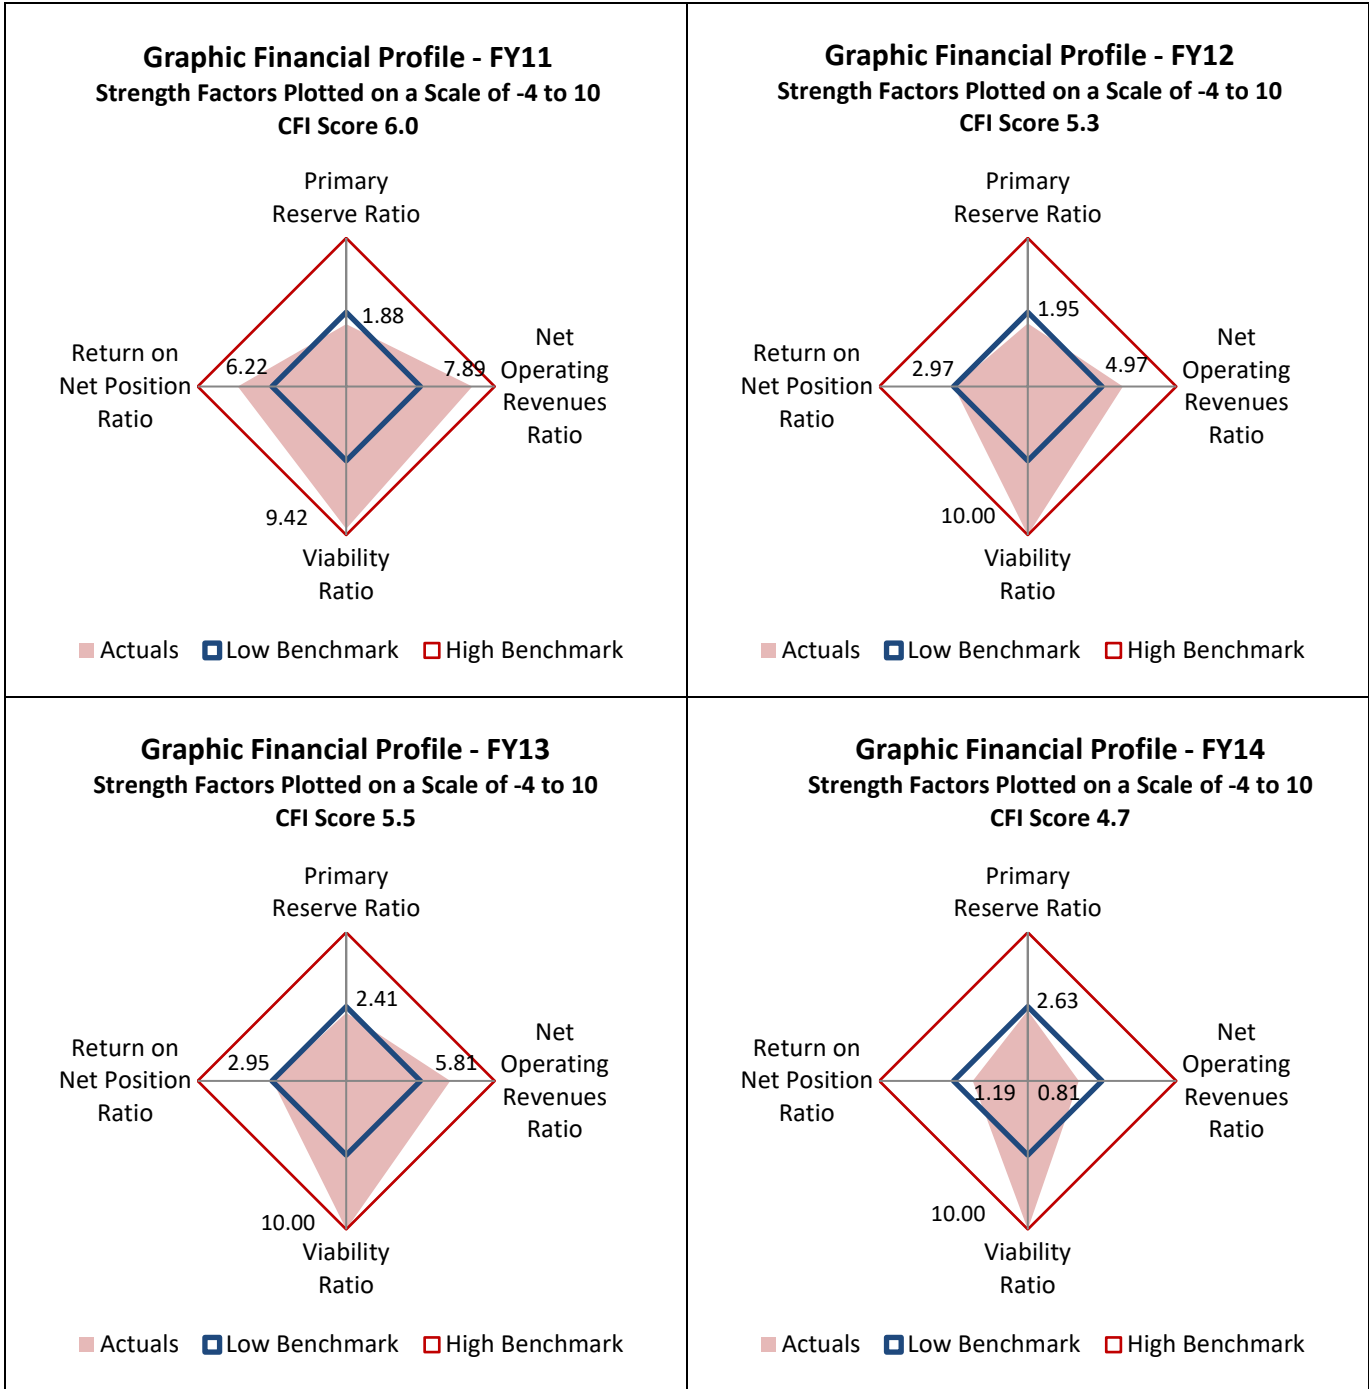 Graphic Financial Profile - FY11
Strength Factors Plotted on a Scale of -4 to 10
CFI Score 6.0
Primary
Reserve Ratio
1.88
Net
Operating
Revenues
Ratio
7.89
Return on
Net Position
Ratio
6.22
9.42
Viability
Ratio
Actuals Low Benchmark High Benchmark
Graphic Financial Profile - FY12
Strength Factors Plotted on a Scale of -4 to 10
CFI Score 5.3
Primary
Reserve Ratio
1.95
Net
Operating
Revenues
Ratio
4.97
Return on
Net Position
Ratio
2.97
10.00
Viability
Ratio
Actuals Low Benchmark High Benchmark
Graphic Financial Profile - FY13
Strength Factors Plotted on a Scale of -4 to 10
CFI Score 5.5
Primary
Reserve Ratio
2.41
Net
Operating
Revenues
Ratio
5.81
Return on
Net Position
Ratio
2.95
10.00
Viability
Ratio
Actuals Low Benchmark High Benchmark
Graphic Financial Profile - FY14
Strength Factors Plotted on a Scale of -4 to 10
CFI Score 4.7
Primary
Reserve Ratio
2.63
Net
Operating
Revenues
Ratio
0.81
Return on
Net Position
Ratio
1.19
10.00
Viability
Ratio
Actuals Low Benchmark High Benchmark